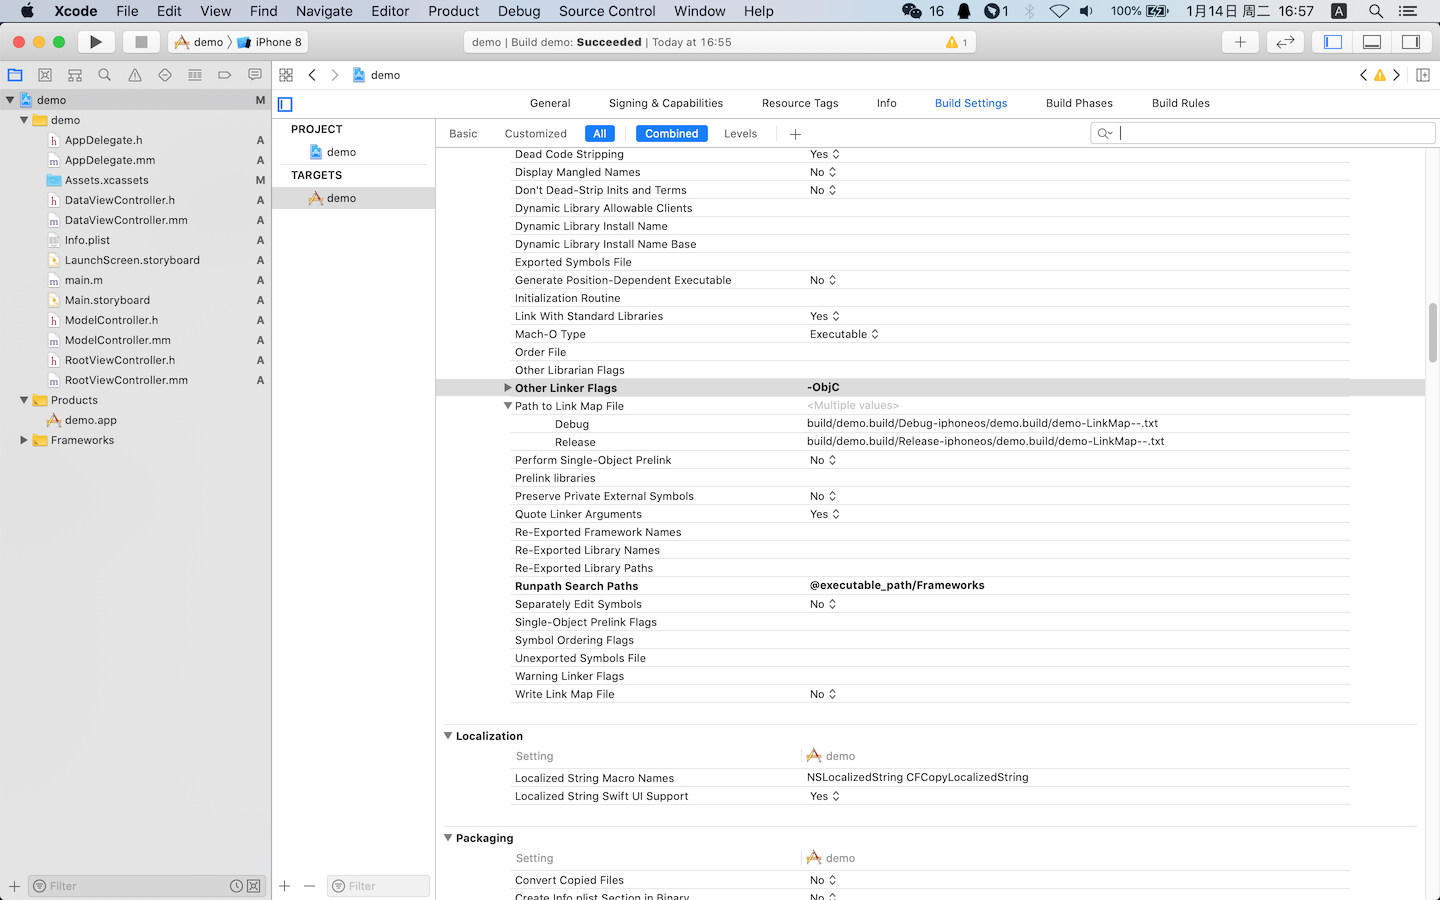 Xcode File Edit View Find Navigate Editor Product Debug Source Control Window Help 16 1 100% 1月14日 周二 16:57 A
demo iPhone 8 demo | Build demo: Succeeded | Today at 16:55 1
demo
General Signing & Capabilities Resource Tags Info Build Settings Build Phases Build Rules
demo M
demo
AppDelegate.h A
AppDelegate.mm A
Assets.xcassets M
DataViewController.h A
DataViewController.mm A
Info.plist A
LaunchScreen.storyboard A
main.m A
Main.storyboard A
ModelController.h A
ModelController.mm A
RootViewController.h A
RootViewController.mm A
Products
demo.app
Frameworks
Filter
PROJECT
demo
TARGETS
demo
Filter
Basic Customized All Combined Levels
Dead Code Stripping Yes
Display Mangled Names No
Don't Dead-Strip Inits and Terms No
Dynamic Library Allowable Clients
Dynamic Library Install Name
Dynamic Library Install Name Base
Exported Symbols File
Generate Position-Dependent Executable No
Initialization Routine
Link With Standard Libraries Yes
Mach-O Type Executable
Order File
Other Librarian Flags
Other Linker Flags -ObjC
Path to Link Map File <Multiple values>
Debug build/demo.build/Debug-iphoneos/demo.build/demo-LinkMap--.txt
Release build/demo.build/Release-iphoneos/demo.build/demo-LinkMap--.txt
Perform Single-Object Prelink No
Prelink libraries
Preserve Private External Symbols No
Quote Linker Arguments Yes
Re-Exported Framework Names
Re-Exported Library Names
Re-Exported Library Paths
Runpath Search Paths @executable_path/Frameworks
Separately Edit Symbols No
Single-Object Prelink Flags
Symbol Ordering Flags
Unexported Symbols File
Warning Linker Flags
Write Link Map File No
Localization
Setting demo
Localized String Macro Names NSLocalizedString CFCopyLocalizedString
Localized String Swift UI Support Yes
Packaging
Setting demo
Convert Copied Files No
Create Info.plist Section in Binary No